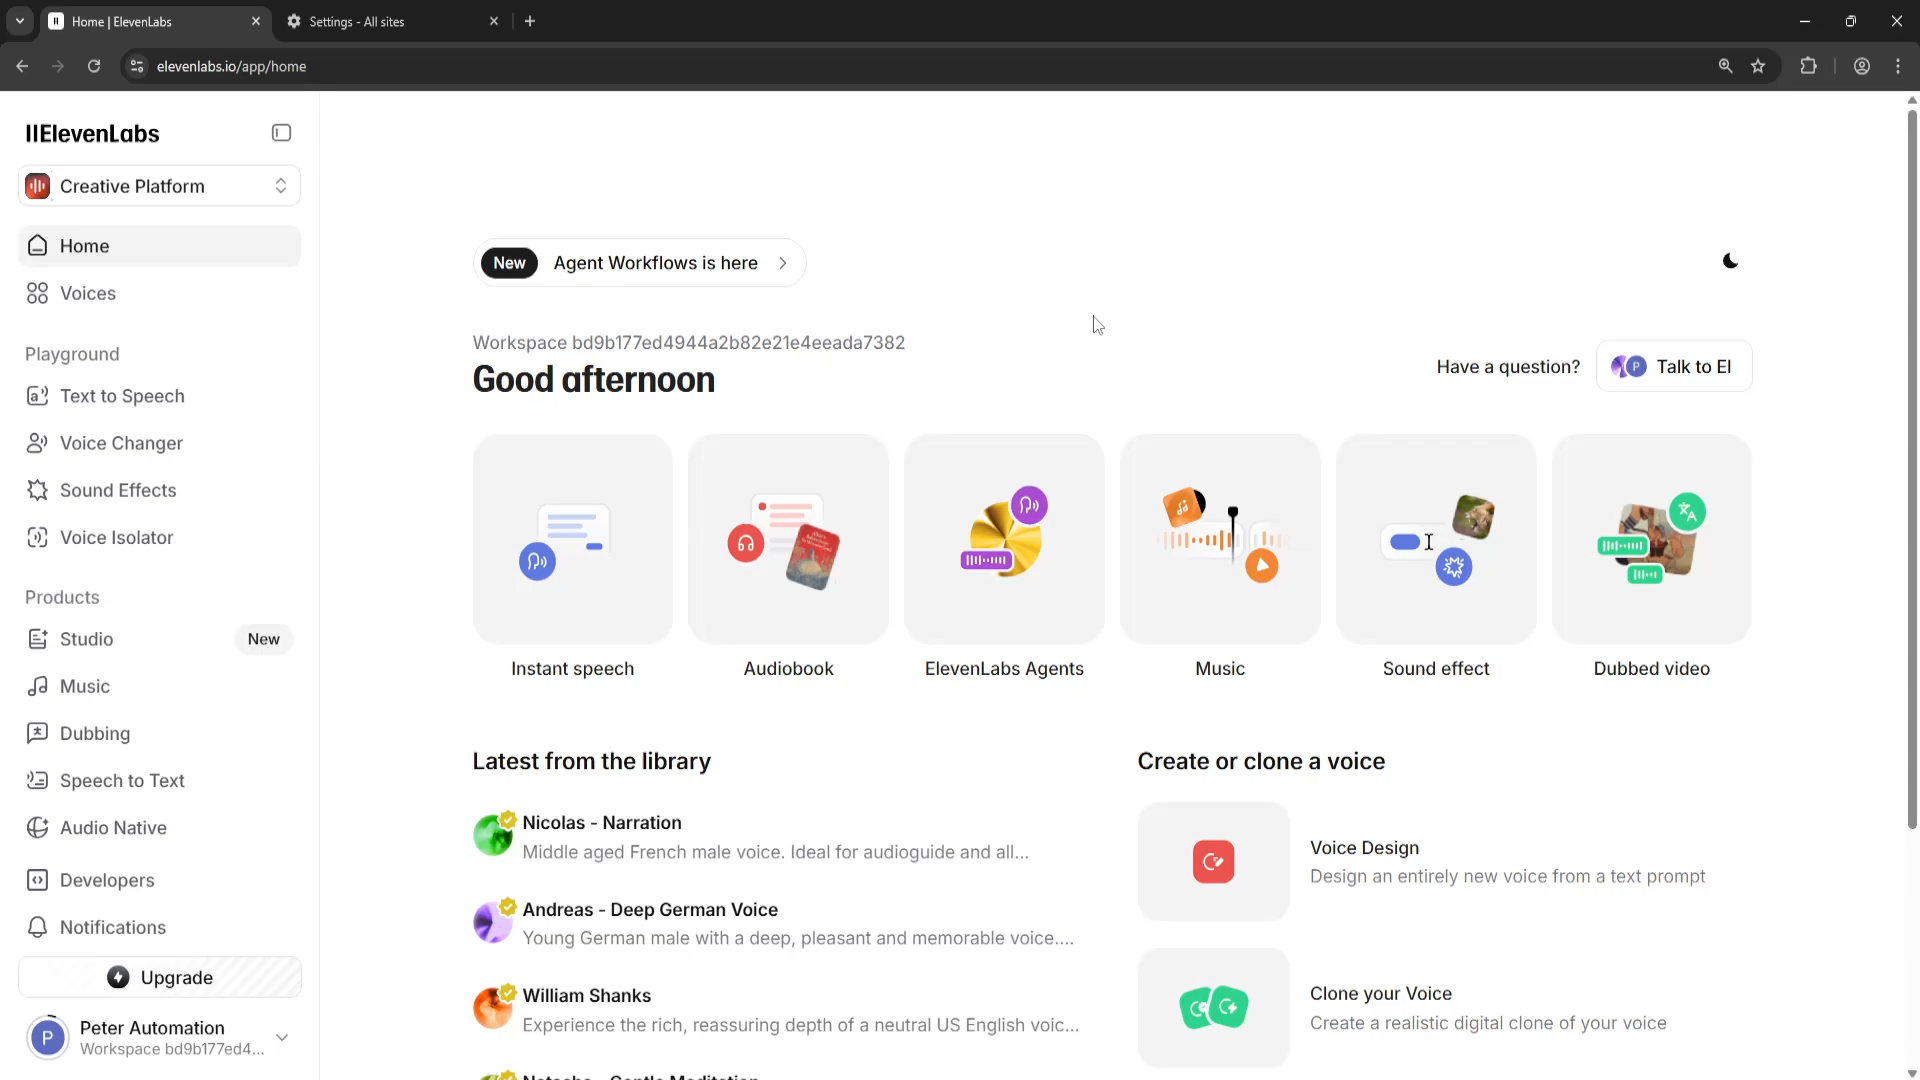 Home | ElevenLabs
Settings - All sites
elevenlabs.io/app/home
IIElevenLabs
Creative Platform
Home
Voices
Playground
Text to Speech
Voice Changer
Sound Effects
Voice Isolator
Products
Studio New
Music
Dubbing
Speech to Text
Audio Native
Developers
Notifications
Upgrade
P
Peter Automation
Workspace bd9b177ed4...
New Agent Workflows is here
Workspace bd9b177ed4944a2b82e21e4eeada7382
Good afternoon
Have a question?
P Talk to El
Instant speech
Audiobook
ElevenLabs Agents
Music
Sound effect
Dubbed video
Latest from the library
Nicolas - Narration
Middle aged French male voice. Ideal for audioguide and all...
Andreas - Deep German Voice
Young German male with a deep, pleasant and memorable voice....
William Shanks
Experience the rich, reassuring depth of a neutral US English voic...
Create or clone a voice
Voice Design
Design an entirely new voice from a text prompt
Clone your Voice
Create a realistic digital clone of your voice